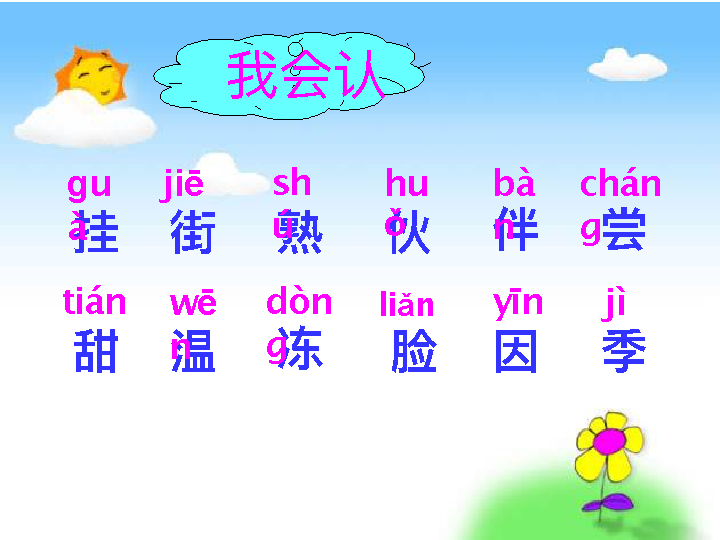 我会认
guà jiē shú huǒ bàn cháng
挂 街 熟 伙 伴 尝
tián wēn dòng liǎn yīn jì
甜 温 冻 脸 因 季